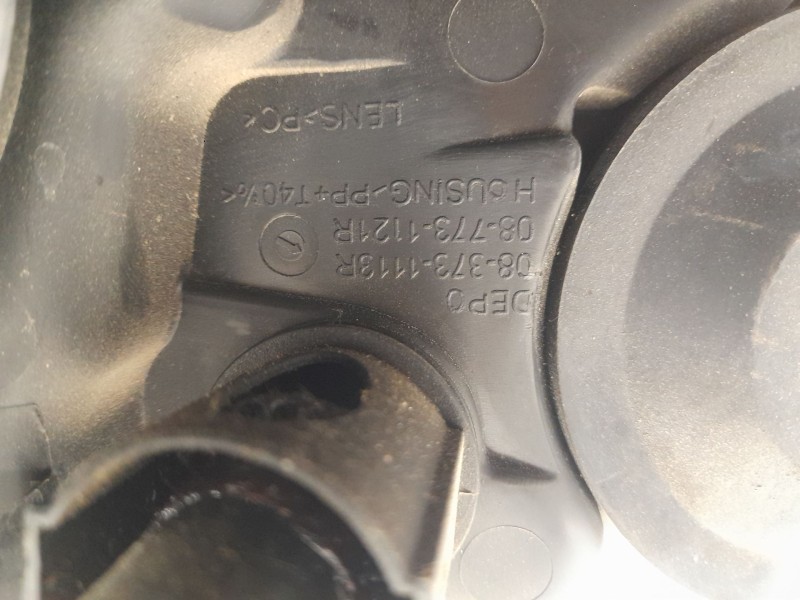 DEPO
08-373-1113R
08-773-1121R
HOUSING>PP+T40%<
LENS>PC<